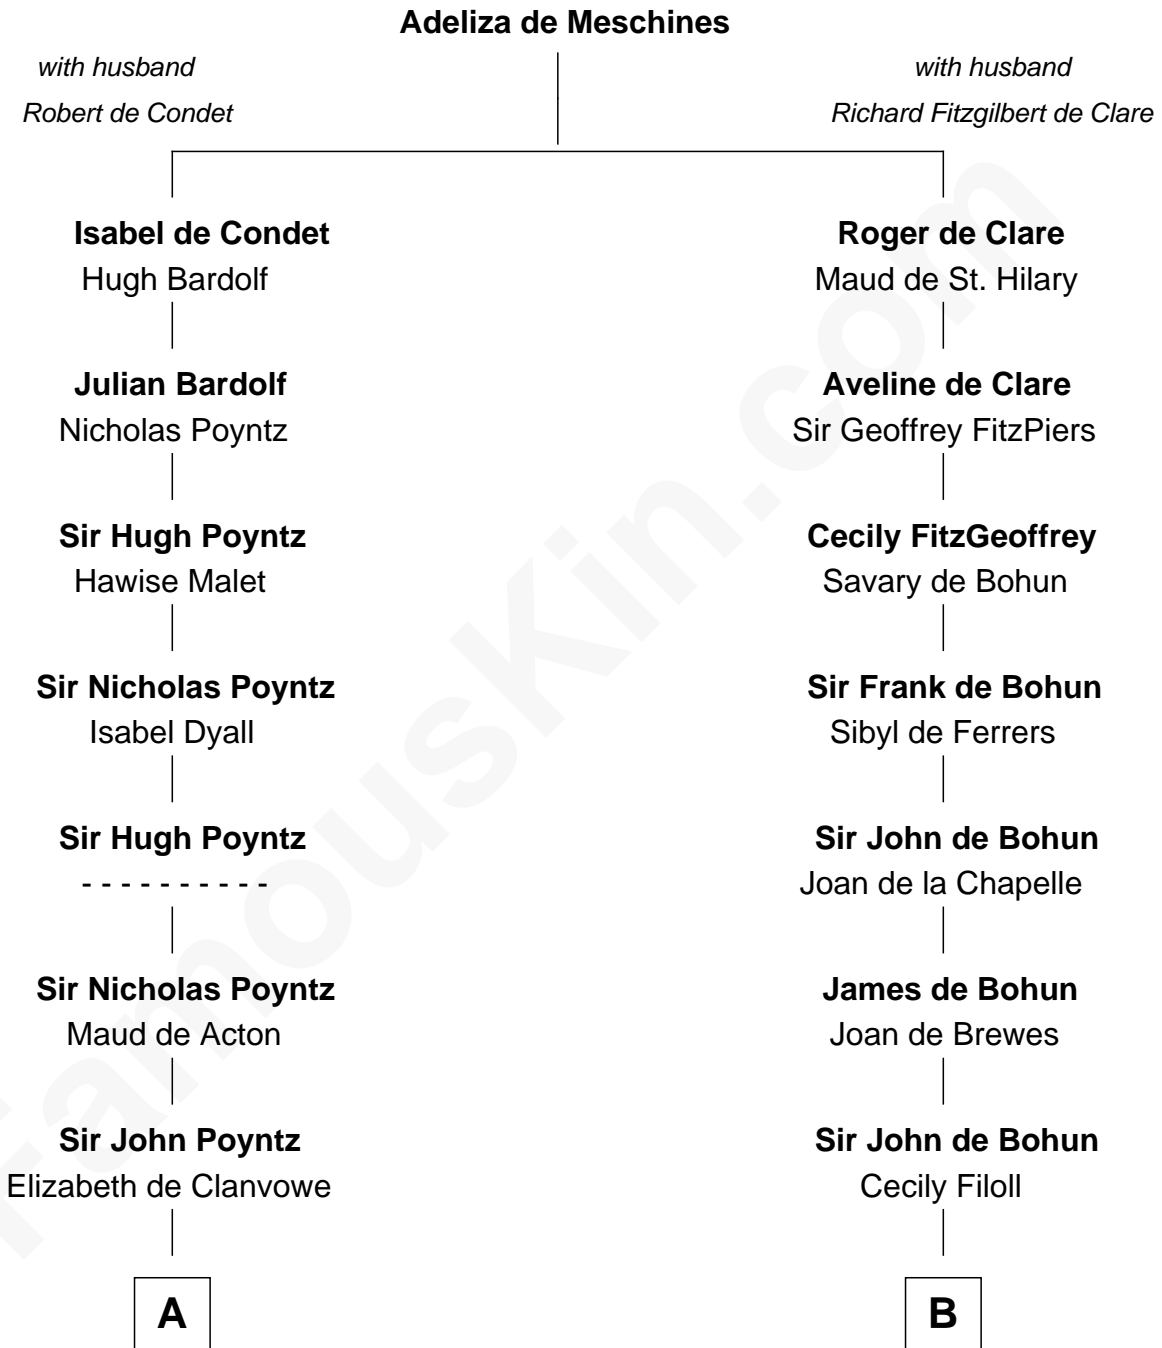 Adeliza de Meschines
with husband
Robert de Condet
with husband
Richard Fitzgilbert de Clare
Isabel de Condet
Hugh Bardolf
Roger de Clare
Maud de St. Hilary
Julian Bardolf
Nicholas Poyntz
Aveline de Clare
Sir Geoffrey FitzPiers
Sir Hugh Poyntz
Hawise Malet
Cecily FitzGeoffrey
Savary de Bohun
Sir Nicholas Poyntz
Isabel Dyall
Sir Frank de Bohun
Sibyl de Ferrers
Sir Hugh Poyntz
- - - - - - - - - -
Sir John de Bohun
Joan de la Chapelle
Sir Nicholas Poyntz
Maud de Acton
James de Bohun
Joan de Brewes
Sir John Poyntz
Elizabeth de Clanvowe
Sir John de Bohun
Cecily Filoll
A
B
FamousKin.com